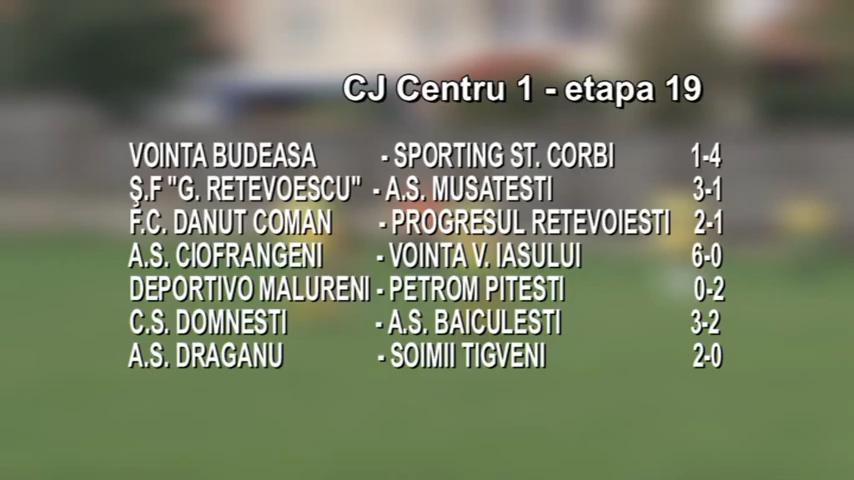 CJ Centru 1 - etapa 19
VOINTA BUDEASA - SPORTING ST. CORBI 1-4
Ş.F "G. RETEVOESCU" - A.S. MUSATESTI 3-1
F.C. DANUT COMAN - PROGRESUL RETEVOIESTI 2-1
A.S. CIOFRANGENI - VOINTA V. IASULUI 6-0
DEPORTIVO MALURENI - PETROM PITESTI 0-2
C.S. DOMNESTI - A.S. BAICULESTI 3-2
A.S. DRAGANU - SOIMII TIGVENI 2-0